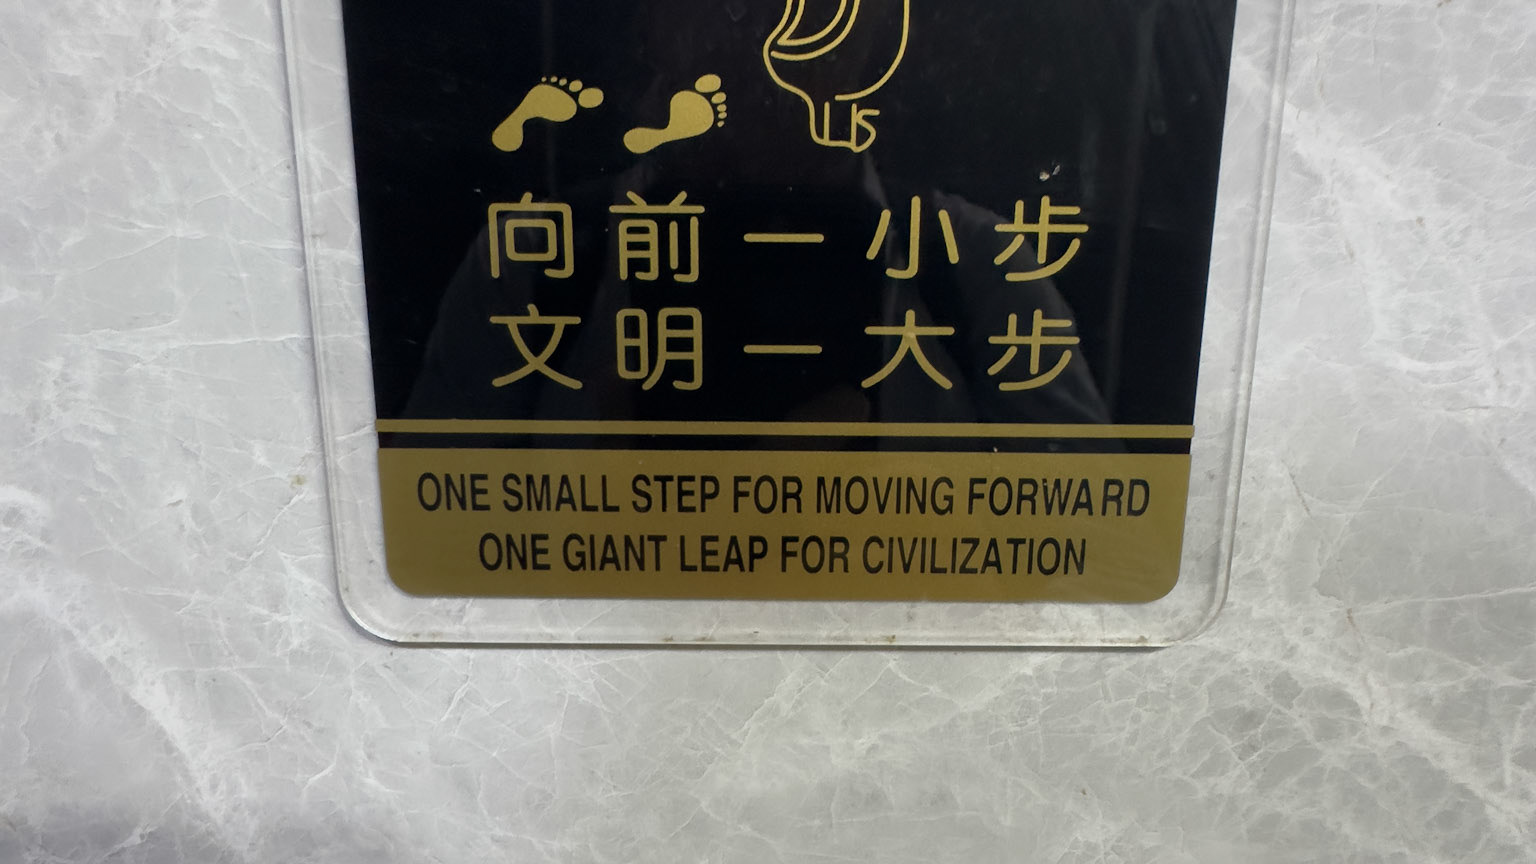 向前一小步
文明一大步
ONE SMALL STEP FOR MOVING FORWARD
ONE GIANT LEAP FOR CIVILIZATION